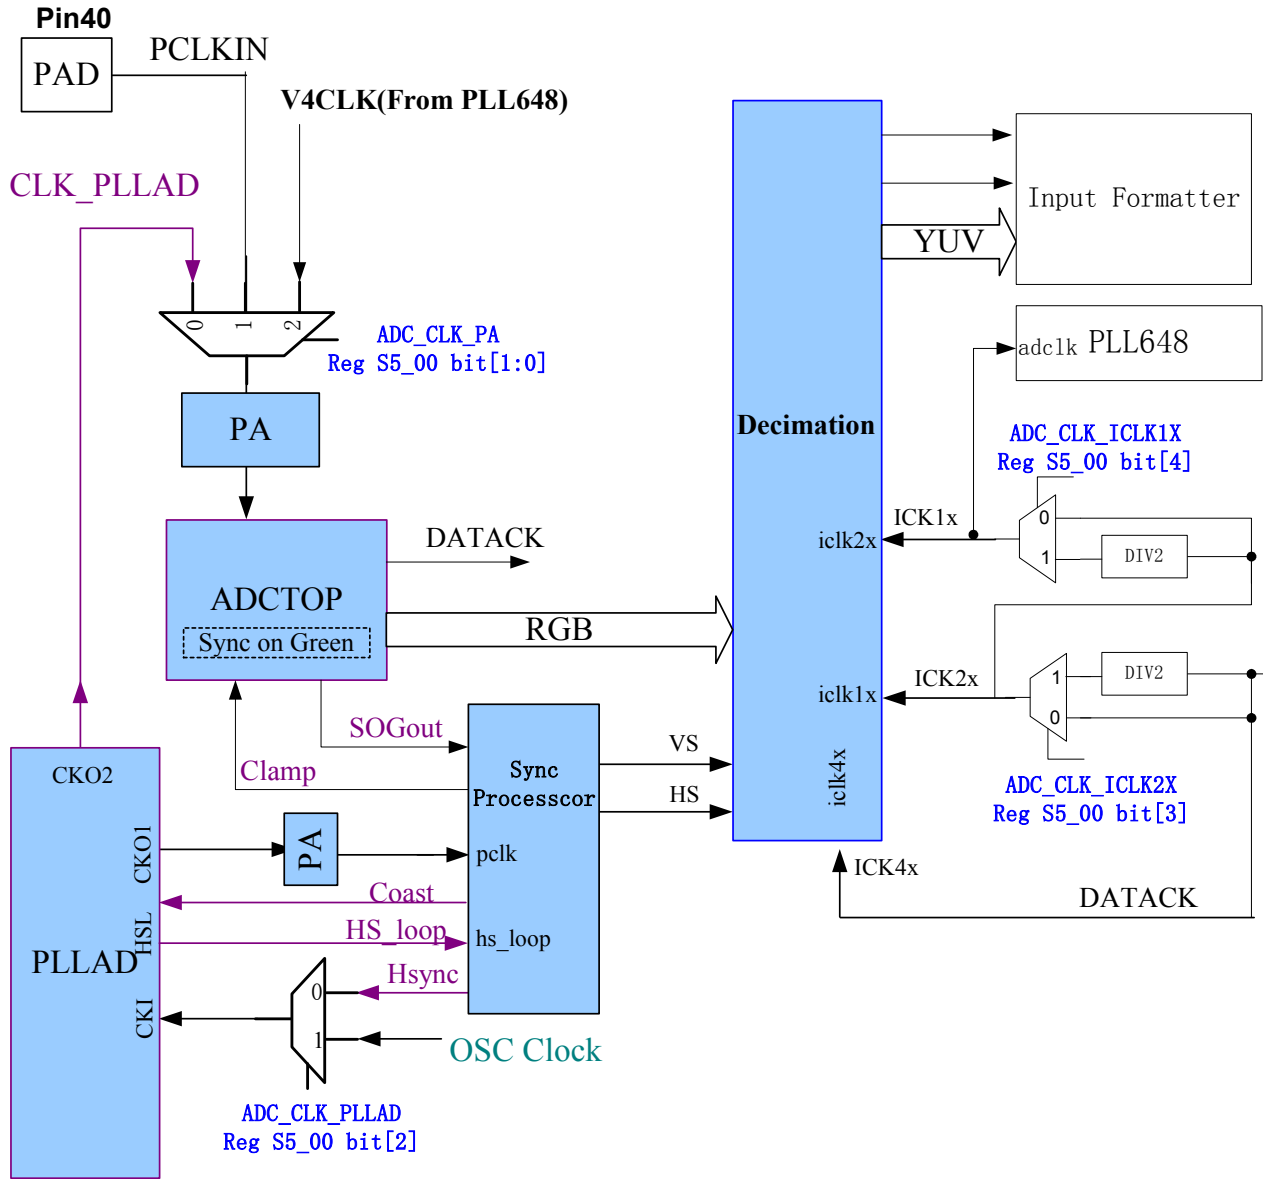 Pin40
PAD
PCLKIN
V4CLK(From PLL648)
CLK_PLLAD
0
1
2
ADC_CLK_PA
Reg S5_00 bit[1:0]
PA
DATACK
ADCTOP
Sync on Green
RGB
SOGout
Clamp
CKO2
CKO1
HSL
PLLAD
CKI
PA
Coast
HS_loop
Hsync
0
1
OSC Clock
ADC_CLK_PLLAD
Reg S5_00 bit[2]
Sync
Processcor
pclk
hs_loop
VS
HS
Decimation
iclk2x
iclk1x
iclk4x
YUV
Input Formatter
adclk PLL648
ADC_CLK_ICLK1X
Reg S5_00 bit[4]
ICK1x
0
1
DIV2
ICK2x
1
0
DIV2
ADC_CLK_ICLK2X
Reg S5_00 bit[3]
ICK4x
DATACK